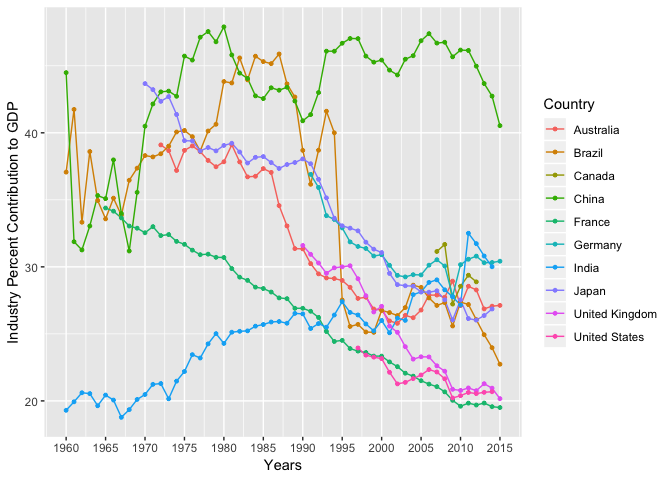 Industry Percent Contribution to GDP
40
30
20
1960 1965 1970 1975 1980 1985 1990 1995 2000 2005 2010 2015
Years
Country
Australia
Brazil
Canada
China
France
Germany
India
Japan
United Kingdom
United States